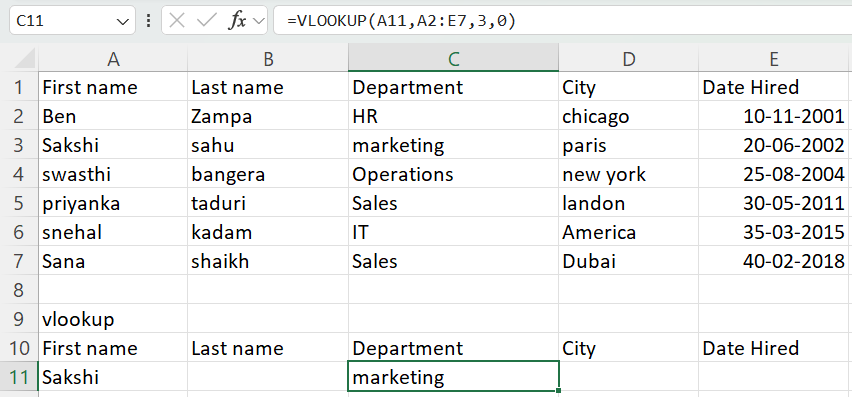 C11 fx =VLOOKUP(A11,A2:E7,3,0)
A B C D E
1 First name Last name Department City Date Hired
2 Ben Zampa HR chicago 10-11-2001
3 Sakshi sahu marketing paris 20-06-2002
4 swasthi bangera Operations new york 25-08-2004
5 priyanka taduri Sales landon 30-05-2011
6 snehal kadam IT America 35-03-2015
7 Sana shaikh Sales Dubai 40-02-2018
8
9 vlookup
10 First name Last name Department City Date Hired
11 Sakshi marketing